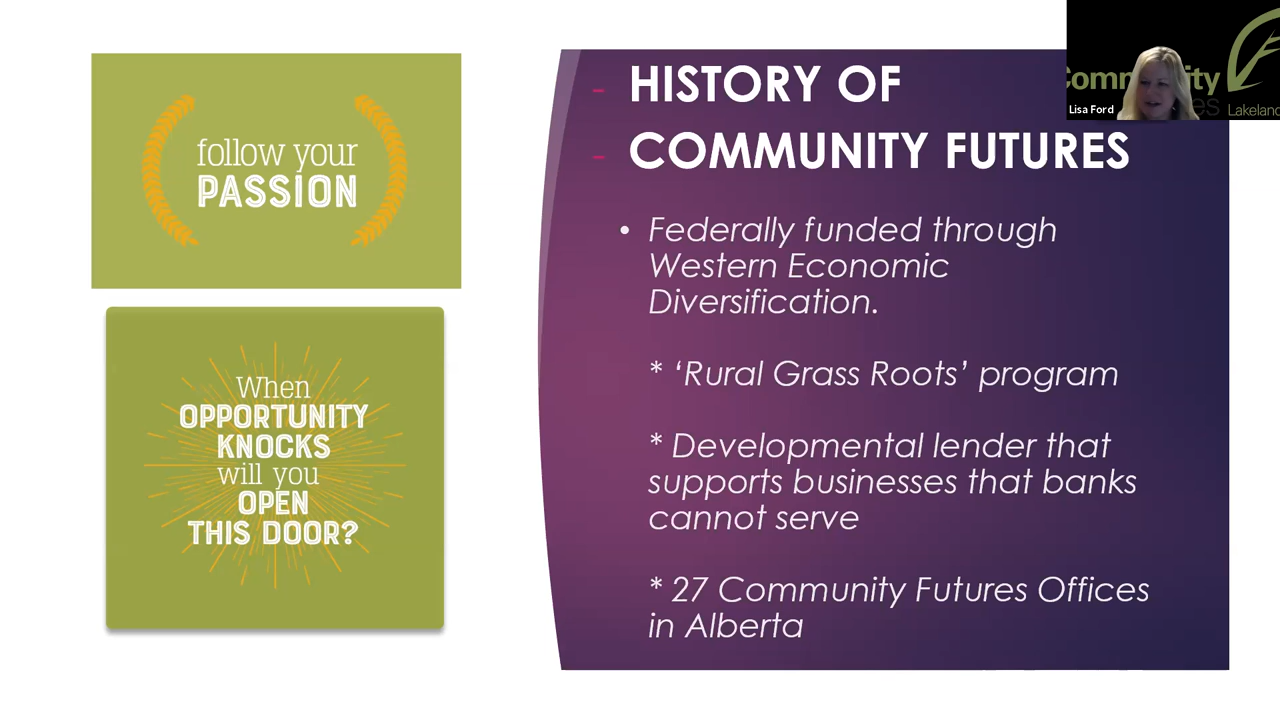 follow your
PASSION
When
OPPORTUNITY
KNOCKS
will you
OPEN
THIS DOOR?
- HISTORY OF
- COMMUNITY FUTURES
• Federally funded through
Western Economic
Diversification.
* ‘Rural Grass Roots’ program
* Developmental lender that
supports businesses that banks
cannot serve
* 27 Community Futures Offices
in Alberta
Lisa Ford
Lakeland